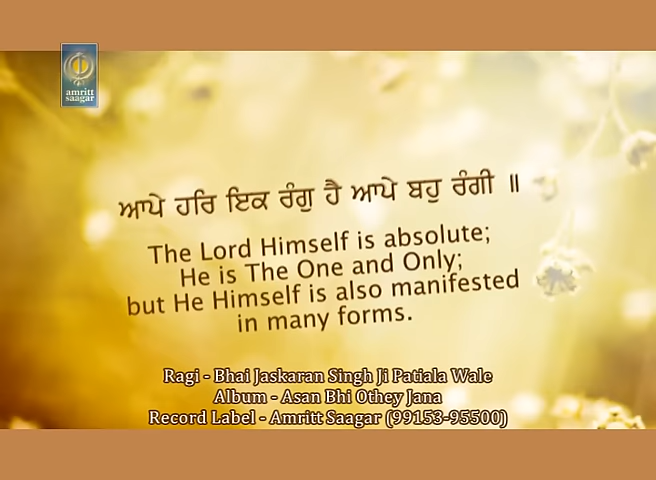 amritt
saagar
ਆਪੇ ਹਰਿ ਇਕ ਰੰਗੁ ਹੈ ਆਪੇ ਬਹੁ ਰੰਗੀ ॥
The Lord Himself is absolute;
He is The One and Only;
but He Himself is also manifested
in many forms.
Ragi - Bhai Jaskaran Singh Ji Patiala Wale
Album - Asan Bhi Othey Jana
Record Label - Amritt Saagar (99153-95500)